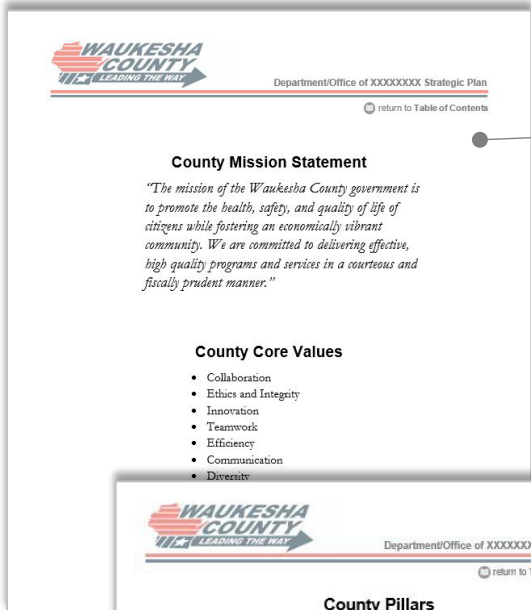 WAUKESHA
COUNTY
LEADING THE WAY
Department/Office of XXXXXXXX Strategic Plan
return to Table of Contents
County Mission Statement
“The mission of the Waukesha County government is
to promote the health, safety, and quality of life of
citizens while fostering an economically vibrant
community. We are committed to delivering effective,
high quality programs and services in a courteous and
fiscally prudent manner.”
County Core Values
• Collaboration
• Ethics and Integrity
• Innovation
• Teamwork
• Efficiency
• Communication
• Diversity
WAUKESHA
COUNTY
LEADING THE WAY
Department/Office of XXXXXXX
return to
County Pillars